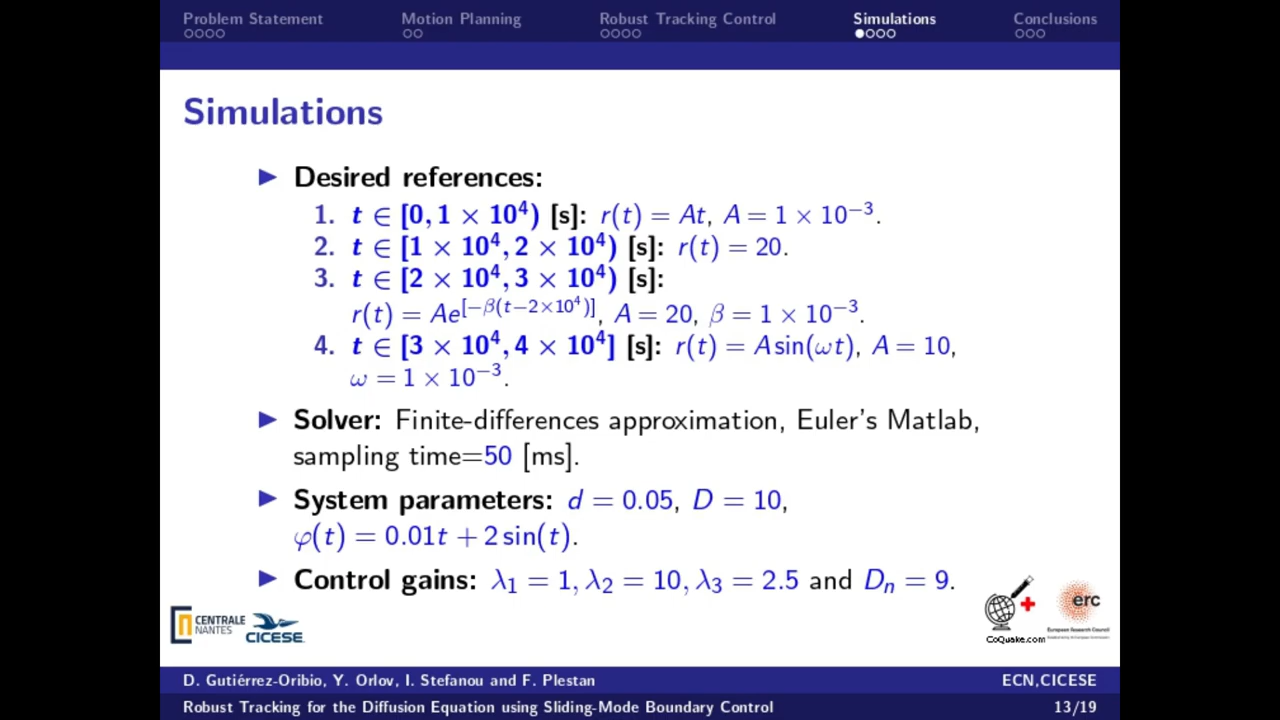 Problem Statement Motion Planning Robust Tracking Control Simulations Conclusions
Simulations
▶ Desired references:
1. t ∈ [0, 1 × 10⁴) [s]: r(t) = At, A = 1 × 10⁻³.
2. t ∈ [1 × 10⁴, 2 × 10⁴) [s]: r(t) = 20.
3. t ∈ [2 × 10⁴, 3 × 10⁴) [s]:
r(t) = Ae^[−β(t−2×10⁴)], A = 20, β = 1 × 10⁻³.
4. t ∈ [3 × 10⁴, 4 × 10⁴] [s]: r(t) = A sin(ωt), A = 10,
ω = 1 × 10⁻³.
▶ Solver: Finite-differences approximation, Euler's Matlab,
sampling time=50 [ms].
▶ System parameters: d = 0.05, D = 10,
φ(t) = 0.01t + 2 sin(t).
▶ Control gains: λ₁ = 1, λ₂ = 10, λ₃ = 2.5 and Dₙ = 9.
CENTRALE
NANTES
CICESE
CoQuake.com
erc
European Research Council
D. Gutiérrez-Oribio, Y. Orlov, I. Stefanou and F. Plestan ECN,CICESE
Robust Tracking for the Diffusion Equation using Sliding-Mode Boundary Control 13/19